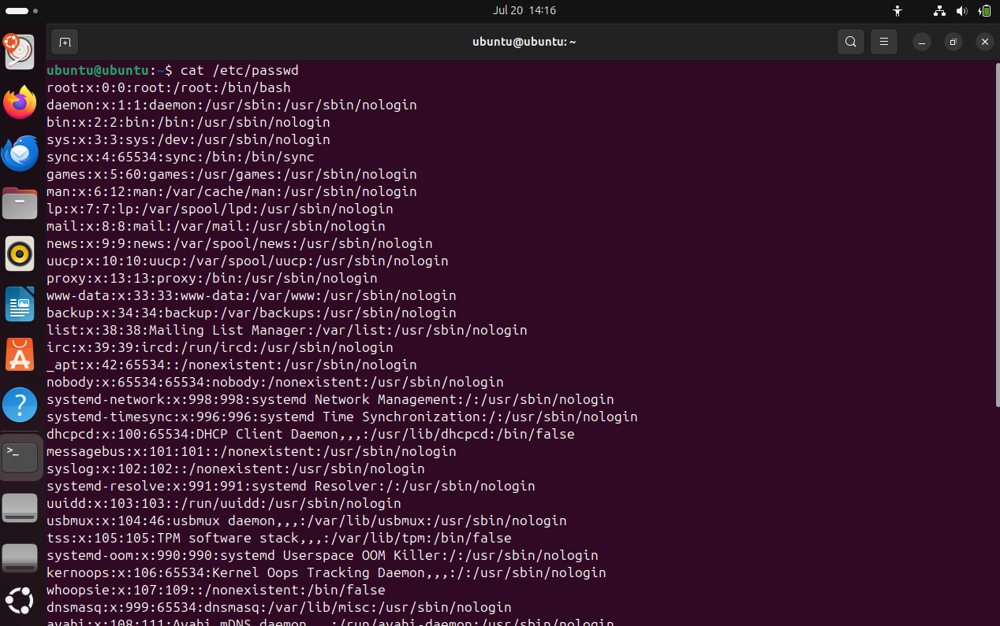 Jul 20 14:16
ubuntu@ubuntu: ~
ubuntu@ubuntu:~$ cat /etc/passwd
root:x:0:0:root:/root:/bin/bash
daemon:x:1:1:daemon:/usr/sbin:/usr/sbin/nologin
bin:x:2:2:bin:/bin:/usr/sbin/nologin
sys:x:3:3:sys:/dev:/usr/sbin/nologin
sync:x:4:65534:sync:/bin:/bin/sync
games:x:5:60:games:/usr/games:/usr/sbin/nologin
man:x:6:12:man:/var/cache/man:/usr/sbin/nologin
lp:x:7:7:lp:/var/spool/lpd:/usr/sbin/nologin
mail:x:8:8:mail:/var/mail:/usr/sbin/nologin
news:x:9:9:news:/var/spool/news:/usr/sbin/nologin
uucp:x:10:10:uucp:/var/spool/uucp:/usr/sbin/nologin
proxy:x:13:13:proxy:/bin:/usr/sbin/nologin
www-data:x:33:33:www-data:/var/www:/usr/sbin/nologin
backup:x:34:34:backup:/var/backups:/usr/sbin/nologin
list:x:38:38:Mailing List Manager:/var/list:/usr/sbin/nologin
irc:x:39:39:ircd:/run/ircd:/usr/sbin/nologin
_apt:x:42:65534::/nonexistent:/usr/sbin/nologin
nobody:x:65534:65534:nobody:/nonexistent:/usr/sbin/nologin
systemd-network:x:998:998:systemd Network Management:/:/usr/sbin/nologin
systemd-timesync:x:996:996:systemd Time Synchronization:/:/usr/sbin/nologin
dhcpcd:x:100:65534:DHCP Client Daemon,,,:/usr/lib/dhcpcd:/bin/false
messagebus:x:101:101::/nonexistent:/usr/sbin/nologin
syslog:x:102:102::/nonexistent:/usr/sbin/nologin
systemd-resolve:x:991:991:systemd Resolver:/:/usr/sbin/nologin
uuidd:x:103:103::/run/uuidd:/usr/sbin/nologin
usbmux:x:104:46:usbmux daemon,,,:/var/lib/usbmux:/usr/sbin/nologin
tss:x:105:105:TPM software stack,,,:/var/lib/tpm:/bin/false
systemd-oom:x:990:990:systemd Userspace OOM Killer:/:/usr/sbin/nologin
kernoops:x:106:65534:Kernel Oops Tracking Daemon,,,:/:/usr/sbin/nologin
whoopsie:x:107:109::/nonexistent:/bin/false
dnsmasq:x:999:65534:dnsmasq:/var/lib/misc:/usr/sbin/nologin
avahi:x:108:111:Avahi mDNS daemon,,,:/run/avahi-daemon:/usr/sbin/nologin